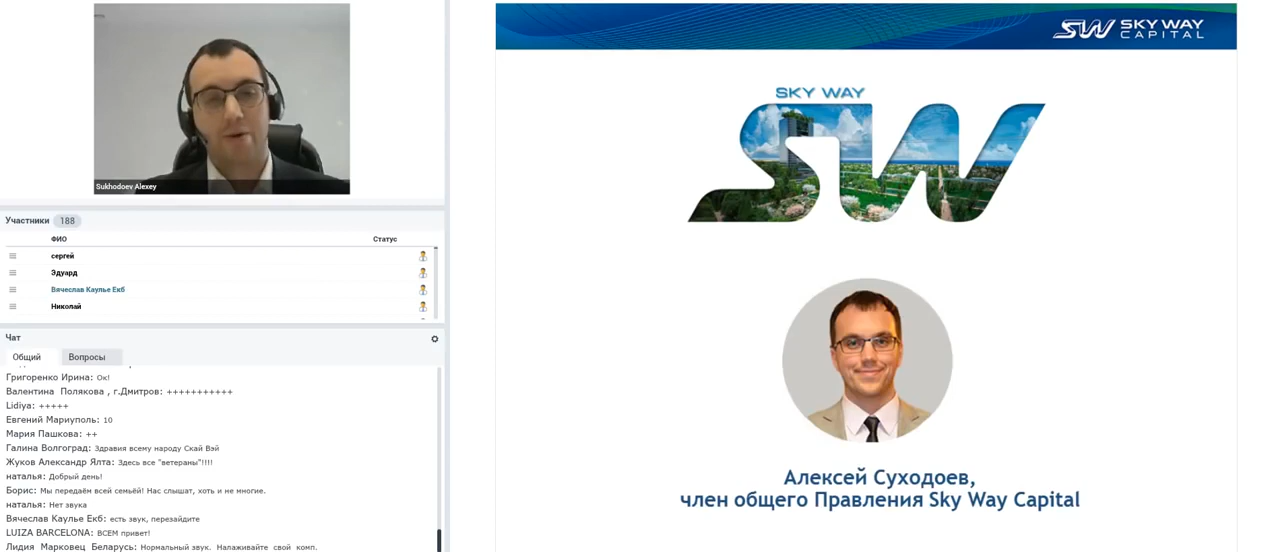 Sukhodoev Alexey
Участники 188
ФИО Статус
сергей
Эдуард
Вячеслав Каулье Екб
Николай
Чат
Общий Вопросы
Григоренко Ирина: Ок!
Валентина Полякова , г.Дмитров: +++++++++++
Lidiya: +++++
Евгений Мариуполь: 10
Мария Пашкова: ++
Галина Волгоград: Здравия всему народу Скай Вэй
Жуков Александр Ялта: Здесь все "ветераны"!!!!
наталья: Добрый день!
Борис: Мы передаём всей семьёй! Нас слышат, хоть и не многие.
наталья: Нет звука
Вячеслав Каулье Екб: есть звук, перезайдите
LUIZA BARCELONA: ВСЕМ привет!
Лидия Марковец Беларусь: Нормальный звук. Налаживайте свой комп.
SW SKY WAY
CAPITAL
SKY WAY
SW
Алексей Суходоев,
член общего Правления Sky Way Capital